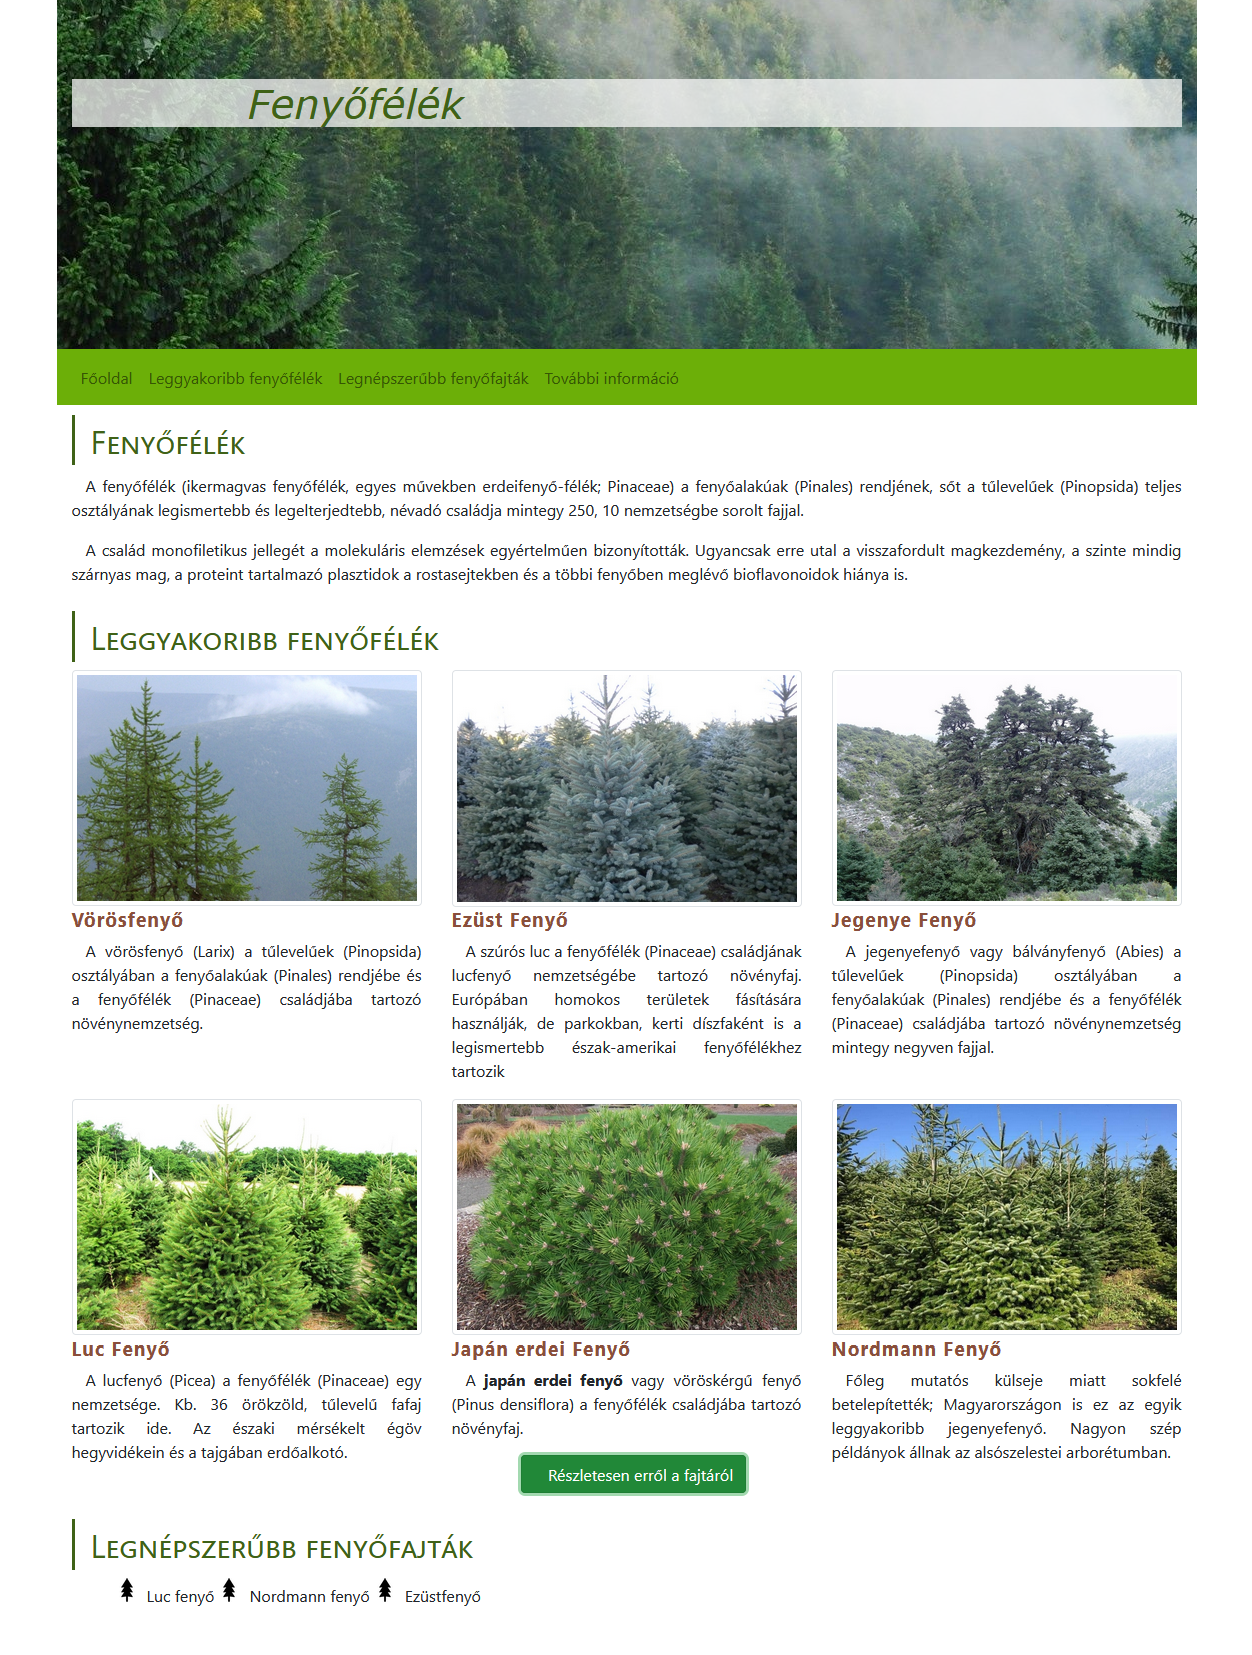 Fenyőfélék
Főoldal Leggyakoribb fenyőfélék Legnépszerűbb fenyőfajták További információ
Fenyőfélék
A fenyőfélék (ikermagvas fenyőfélék, egyes művekben erdeifenyő-félék; Pinaceae) a fenyőalakúak (Pinales) rendjének, sőt a tűlevelűek (Pinopsida) teljes
osztályának legismertebb és legelterjedtebb, névadó családja mintegy 250, 10 nemzetségbe sorolt fajjal.
A család monofiletikus jellegét a molekuláris elemzések egyértelműen bizonyították. Ugyancsak erre utal a visszafordult magkezdemény, a szinte mindig
szárnyas mag, a proteint tartalmazó plasztidok a rostasejtekben és a többi fenyőben meglévő bioflavonoidok hiánya is.
Leggyakoribb fenyőfélék
Vörösfenyő
A vörösfenyő (Larix) a tűlevelűek (Pinopsida)
osztályában a fenyőalakúak (Pinales) rendjébe és
a fenyőfélék (Pinaceae) családjába tartozó
növénynemzetség.
Ezüst Fenyő
A szúrós luc a fenyőfélék (Pinaceae) családjának
lucfenyő nemzetségébe tartozó növényfaj.
Európában homokos területek fásítására
használják, de parkokban, kerti díszfaként is a
legismertebb észak-amerikai fenyőfélékhez
tartozik
Jegenye Fenyő
A jegenyefenyő vagy bálványfenyő (Abies) a
tűlevelűek (Pinopsida) osztályában a
fenyőalakúak (Pinales) rendjébe és a fenyőfélék
(Pinaceae) családjába tartozó növénynemzetség
mintegy negyven fajjal.
Luc Fenyő
A lucfenyő (Picea) a fenyőfélék (Pinaceae) egy
nemzetsége. Kb. 36 örökzöld, tűlevelű fafaj
tartozik ide. Az északi mérsékelt égöv
hegyvidékein és a tajgában erdőalkotó.
Japán erdei Fenyő
A japán erdei fenyő vagy vöröskérgű fenyő
(Pinus densiflora) a fenyőfélék családjába tartozó
növényfaj.
Részletesen erről a fajtáról
Nordmann Fenyő
Főleg mutatós külseje miatt sokfelé
betelepítették; Magyarországon is ez az egyik
leggyakoribb jegenyefenyő. Nagyon szép
példányok állnak az alsószelestei arborétumban.
Legnépszerűbb fenyőfajták
Luc fenyő Nordmann fenyő Ezüstfenyő